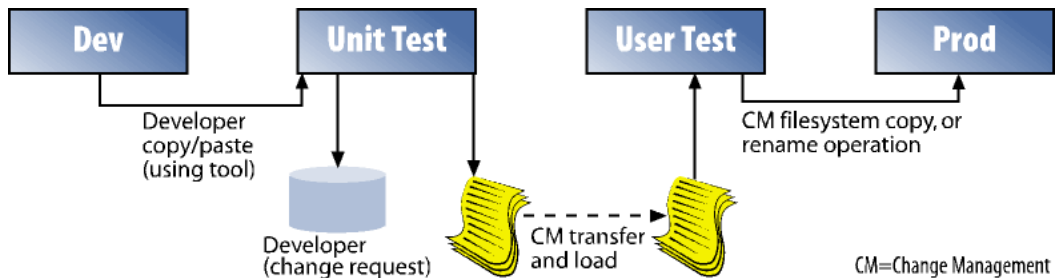 Dev
Unit Test
User Test
Prod
Developer
copy/paste
(using tool)
CM filesystem copy, or
rename operation
Developer
(change request)
CM transfer
and load
CM=Change Management